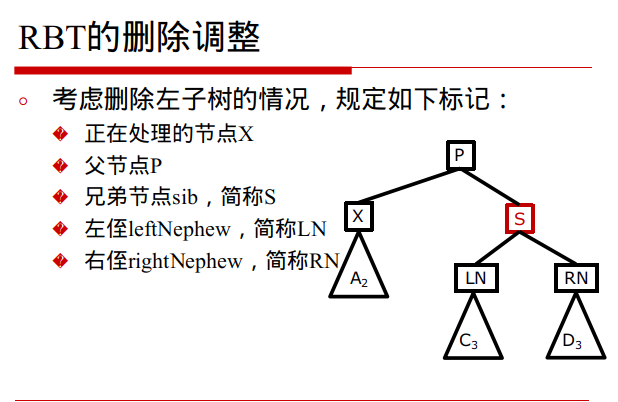 RBT的删除调整
考虑删除左子树的情况，规定如下标记：
正在处理的节点X
父节点P
兄弟节点sib，简称S
左侄leftNephew，简称LN
右侄rightNephew，简称RN
P
X
S
A2
LN
RN
C3
D3